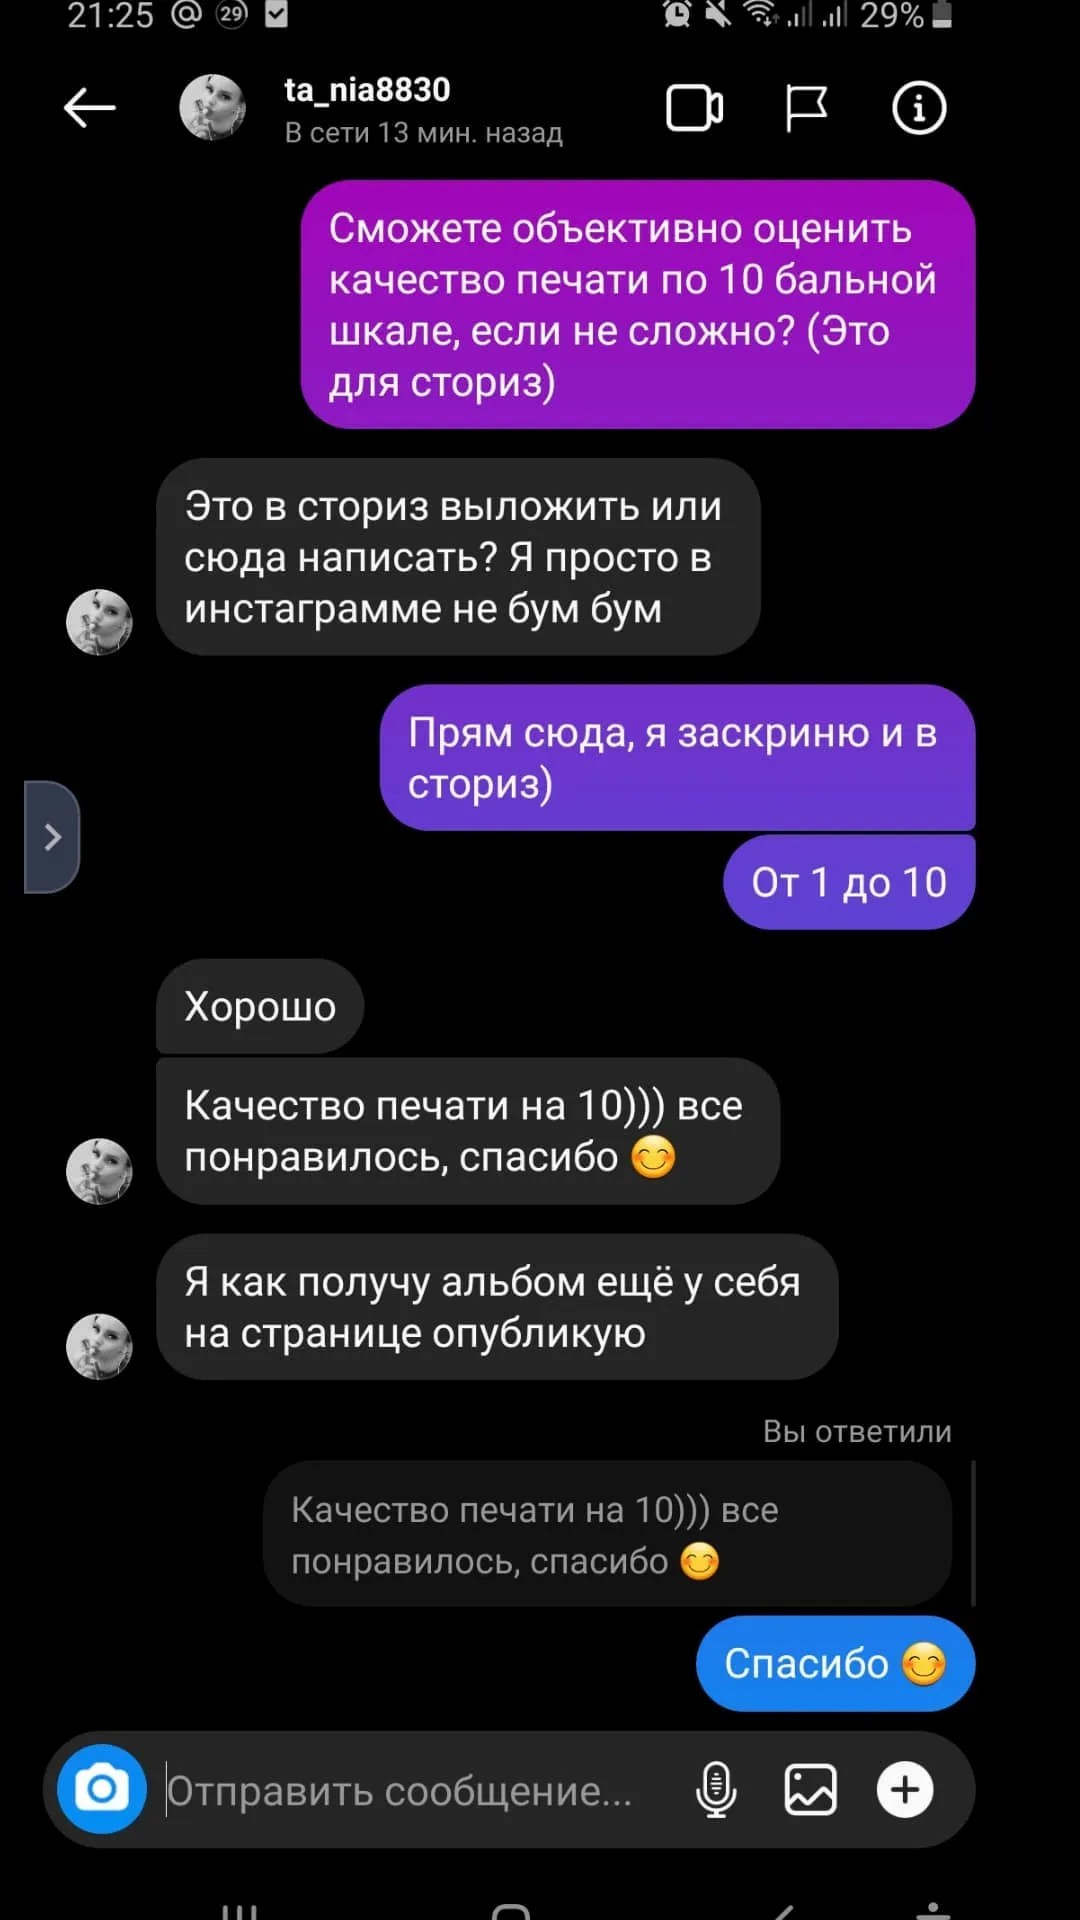 21:25 @ 29 29%
ta_nia8830
В сети 13 мин. назад
Сможете объективно оценить
качество печати по 10 бальной
шкале, если не сложно? (Это
для сториз)
Это в сториз выложить или
сюда написать? Я просто в
инстаграмме не бум бум
Прям сюда, я заскриню и в
сториз)
От 1 до 10
Хорошо
Качество печати на 10))) все
понравилось, спасибо 😊
Я как получу альбом ещё у себя
на странице опубликую
Вы ответили
Качество печати на 10))) все
понравилось, спасибо 😊
Спасибо 😊
Отправить сообщение...